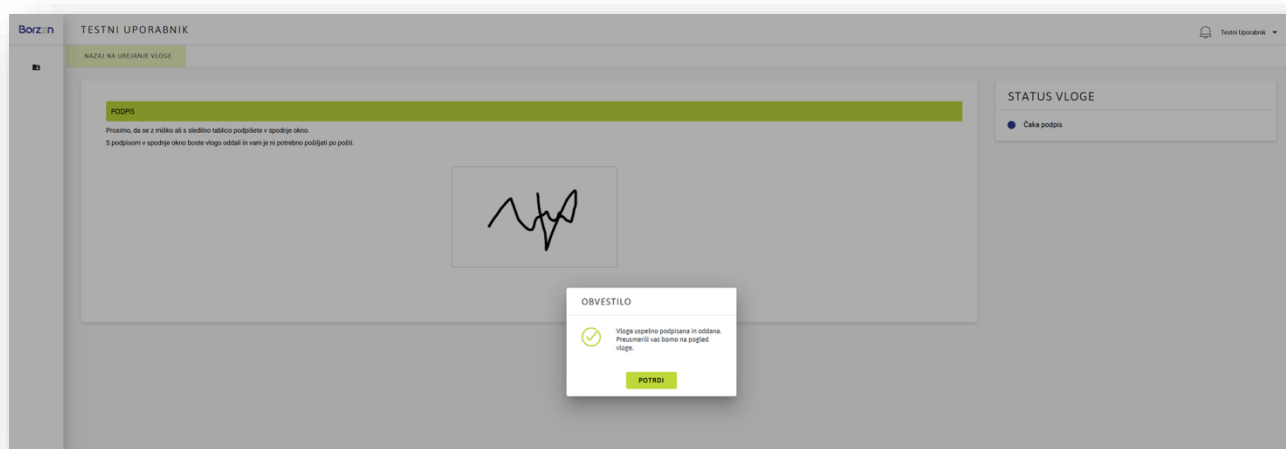 Borzen
TESTNI UPORABNIK
Testni Uporabnik
NAZAJ NA UREJANJE VLOGE
PODPIS
Prosimo, da se z miško ali s sledilno tablico podpišete v spodnje okno.
S podpisom v spodnje okno boste vlogo oddali in vam je ni potrebno pošiljati po pošti.
STATUS VLOGE
Čaka podpis
OBVESTILO
Vloga uspešno podpisana in oddana.
Preusmerili vas bomo na pogled
vloge.
POTRDI